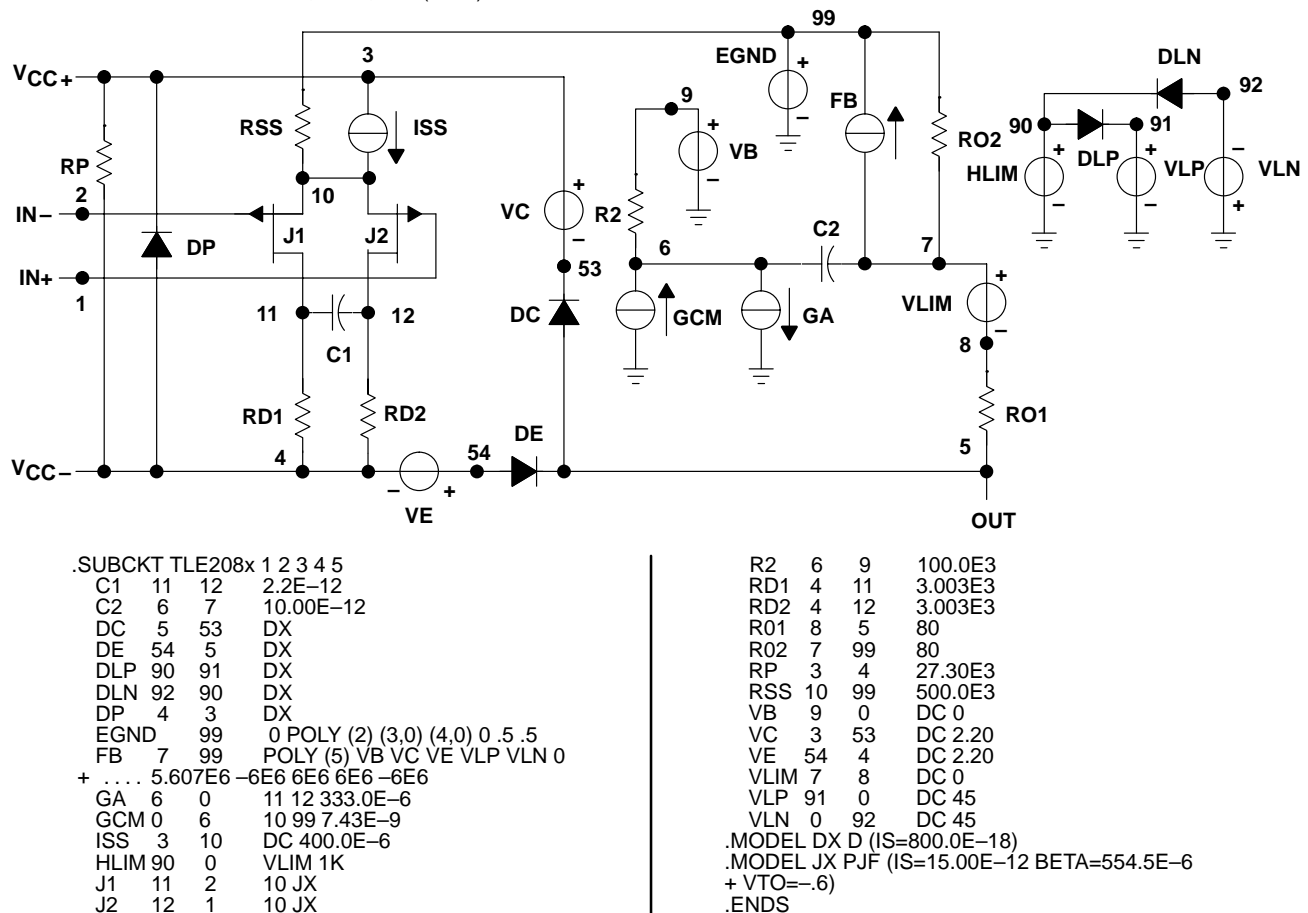 99
3
EGND
+
−
DLN
92
VCC+
9
FB
90
91
RSS
ISS
+
−
VB
RO2
HLIM
+
−
DLP
+
−
VLP
−
+
VLN
RP
2
10
IN−
VC
+
−
R2
C2
J1
J2
DP
6
7
IN+
1
53
11
12
DC
GCM
GA
VLIM
+
−
C1
8
RD1
RD2
RO1
DE
4
54
5
VCC−
−
+
VE
OUT
.SUBCKT TLE208x 1 2 3 4 5
C1 11 12 2.2E–12
C2 6 7 10.00E–12
DC 5 53 DX
DE 54 5 DX
DLP 90 91 DX
DLN 92 90 DX
DP 4 3 DX
EGND 99 0 POLY (2) (3,0) (4,0) 0 .5 .5
FB 7 99 POLY (5) VB VC VE VLP VLN 0
+ . . . . 5.607E6 –6E6 6E6 6E6 –6E6
GA 6 0 11 12 333.0E–6
GCM 0 6 10 99 7.43E–9
ISS 3 10 DC 400.0E–6
HLIM 90 0 VLIM 1K
J1 11 2 10 JX
J2 12 1 10 JX
R2 6 9 100.0E3
RD1 4 11 3.003E3
RD2 4 12 3.003E3
R01 8 5 80
R02 7 99 80
RP 3 4 27.30E3
RSS 10 99 500.0E3
VB 9 0 DC 0
VC 3 53 DC 2.20
VE 54 4 DC 2.20
VLIM 7 8 DC 0
VLP 91 0 DC 45
VLN 0 92 DC 45
.MODEL DX D (IS=800.0E–18)
.MODEL JX PJF (IS=15.00E–12 BETA=554.5E–6
+ VTO=–.6)
.ENDS